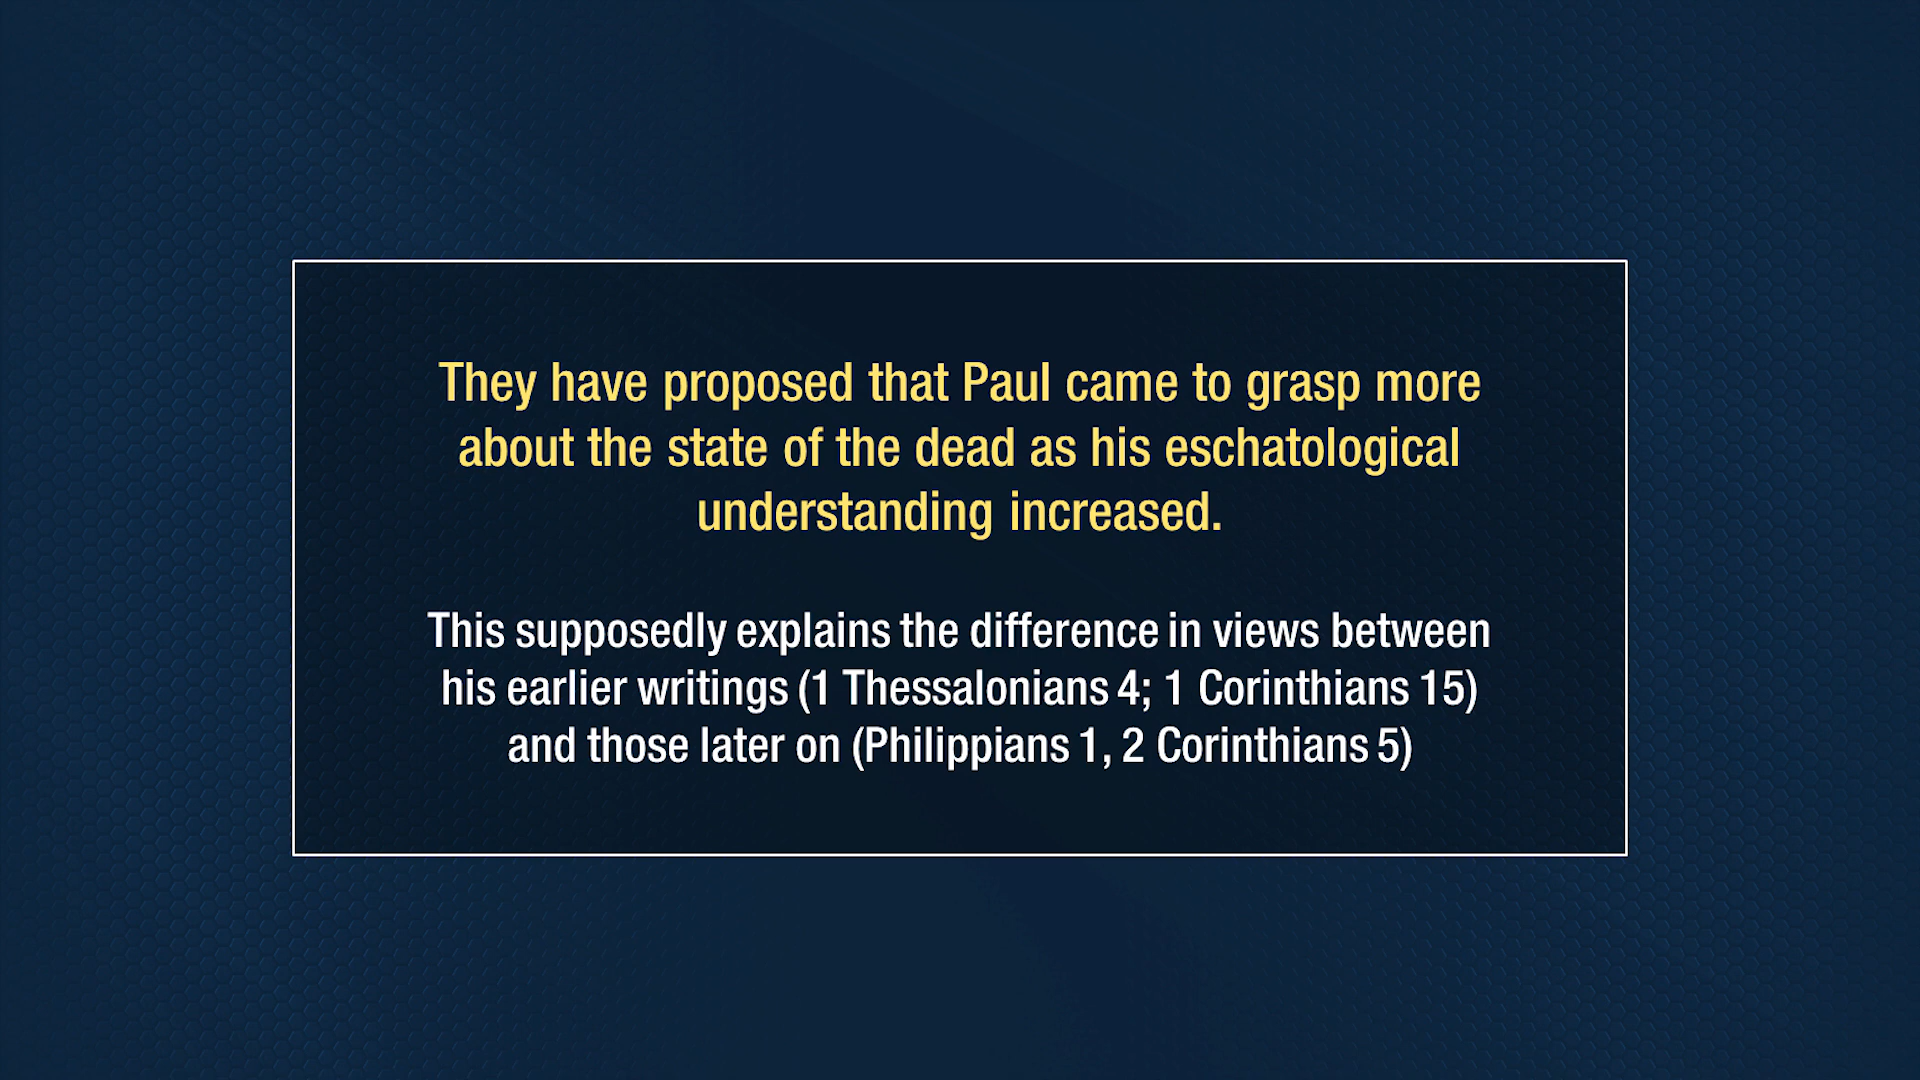 They have proposed that Paul came to grasp more
about the state of the dead as his eschatological
understanding increased.
This supposedly explains the difference in views between
his earlier writings (1 Thessalonians 4; 1 Corinthians 15)
and those later on (Philippians 1, 2 Corinthians 5)